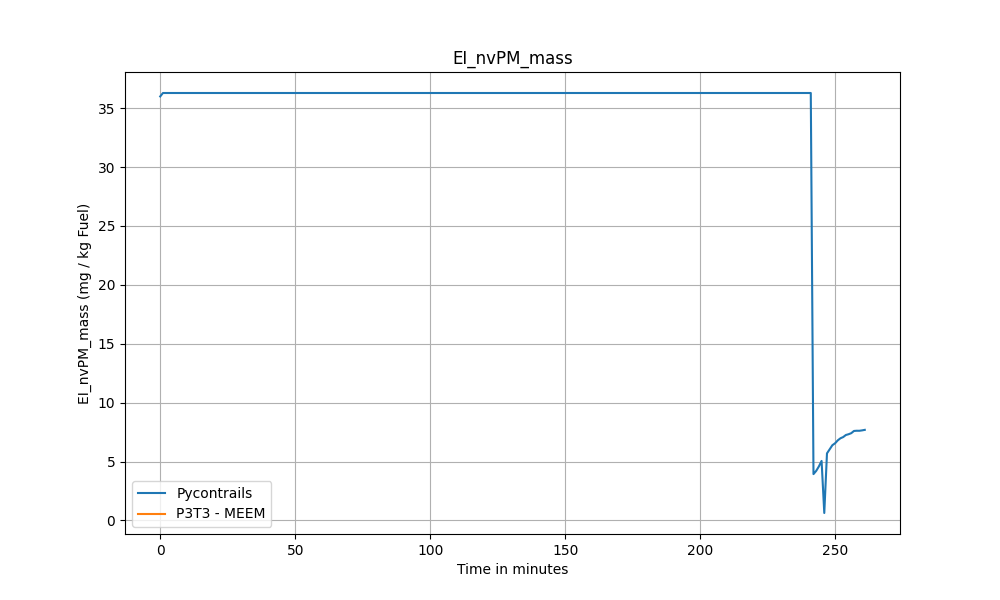 EI_nvPM_mass
EI_nvPM_mass (mg / kg Fuel)
35
30
25
20
15
10
5
0
Pycontrails
P3T3 - MEEM
0 50 100 150 200 250
Time in minutes